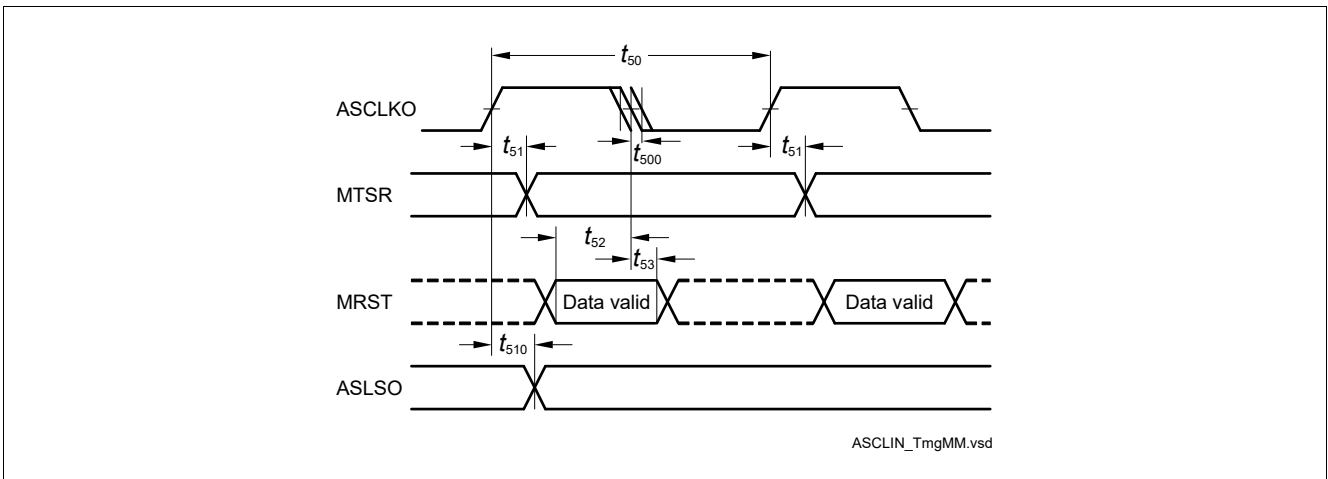 t50
ASCLKO
t51
t500
t51
MTSR
t52
t53
MRST
Data valid
Data valid
t510
ASLSO
ASCLIN_TmgMM.vsd